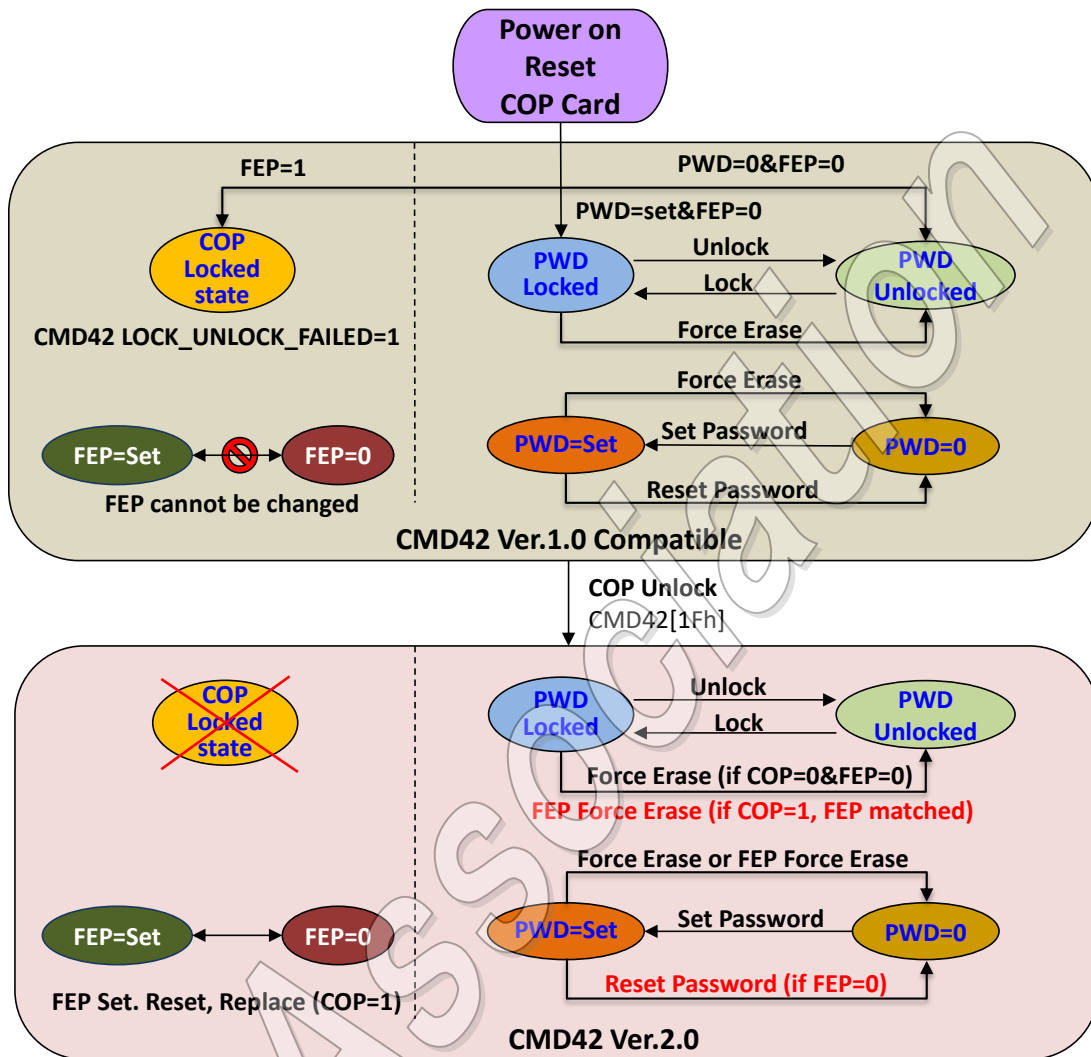 Power on
Reset
COP Card
FEP=1
PWD=0&FEP=0
PWD=set&FEP=0
COP
Locked
state
PWD
Locked
Unlock
Lock
PWD
Unlocked
CMD42 LOCK_UNLOCK_FAILED=1
Force Erase
Force Erase
FEP=Set
FEP=0
PWD=Set
Set Password
PWD=0
FEP cannot be changed
Reset Password
CMD42 Ver.1.0 Compatible
COP Unlock
CMD42[1Fh]
COP
Locked
state
PWD
Locked
Unlock
Lock
PWD
Unlocked
Force Erase (if COP=0&FEP=0)
FEP Force Erase (if COP=1, FEP matched)
Force Erase or FEP Force Erase
FEP=Set
FEP=0
PWD=Set
Set Password
PWD=0
FEP Set. Reset, Replace (COP=1)
Reset Password (if FEP=0)
CMD42 Ver.2.0
Association